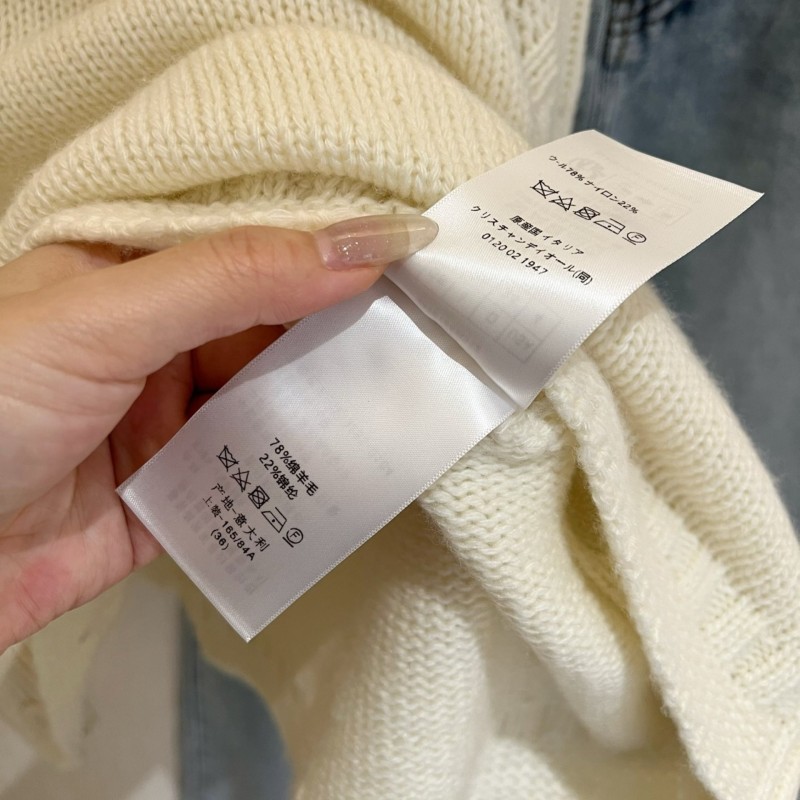 ウール78% ナイロン22%
原産国 イタリア
クリスチャンディオール(同)
0120 02 1947
78%绵羊毛
22%锦纶
F
产地-意大利
上装-165/84A
(36)